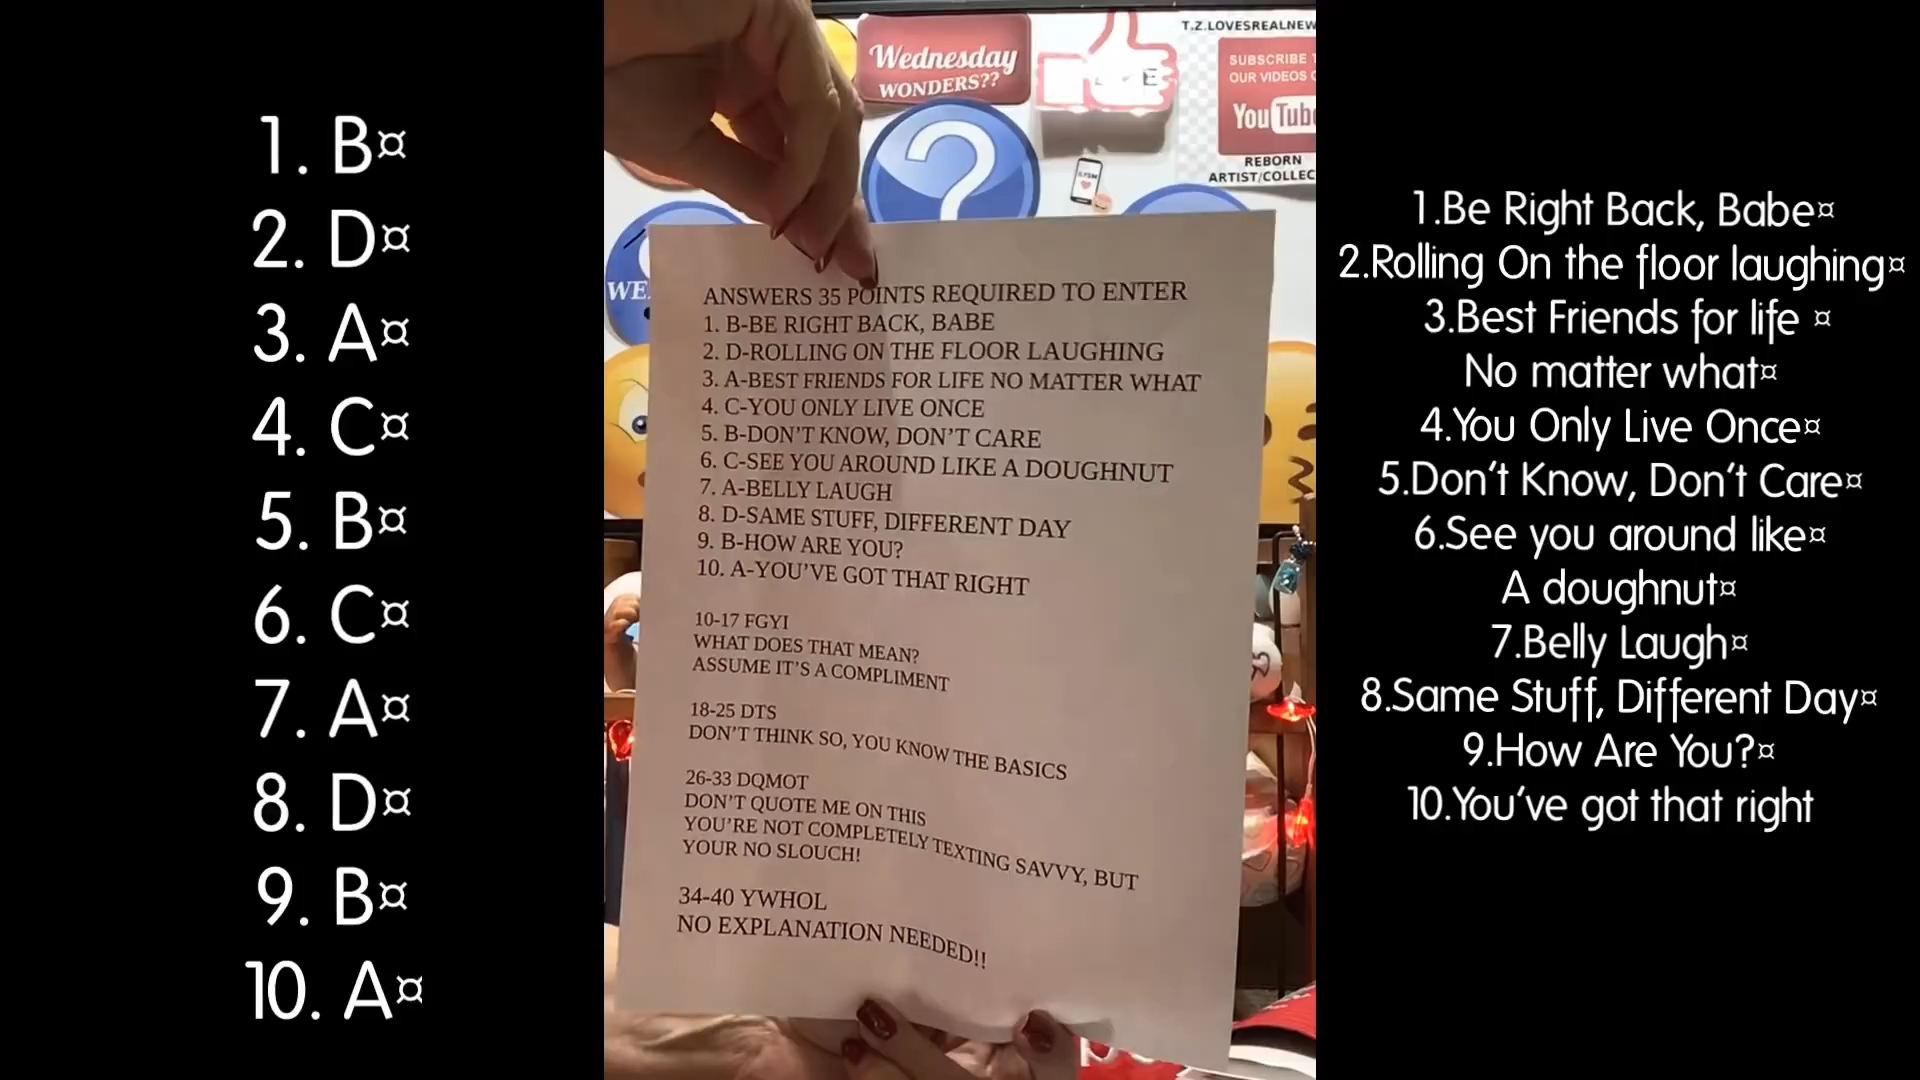 1. B¤
2. D¤
3. A¤
4. C¤
5. B¤
6. C¤
7. A¤
8. D¤
9. B¤
10. A¤
Wednesday
WONDERS??
T.Z.LOVESREALNEW
SUBSCRIBE T
OUR VIDEOS O
YouTub
REBORN
ARTIST/COLLEC
WE
ANSWERS 35 POINTS REQUIRED TO ENTER
1. B-BE RIGHT BACK, BABE
2. D-ROLLING ON THE FLOOR LAUGHING
3. A-BEST FRIENDS FOR LIFE NO MATTER WHAT
4. C-YOU ONLY LIVE ONCE
5. B-DON'T KNOW, DON'T CARE
6. C-SEE YOU AROUND LIKE A DOUGHNUT
7. A-BELLY LAUGH
8. D-SAME STUFF, DIFFERENT DAY
9. B-HOW ARE YOU?
10. A-YOU'VE GOT THAT RIGHT
10-17 FGYI
WHAT DOES THAT MEAN?
ASSUME IT'S A COMPLIMENT
18-25 DTS
DON'T THINK SO, YOU KNOW THE BASICS
26-33 DQMOT
DON'T QUOTE ME ON THIS
YOU'RE NOT COMPLETELY TEXTING SAVVY, BUT
YOUR NO SLOUCH!
34-40 YWHOL
NO EXPLANATION NEEDED!!
1.Be Right Back, Babe¤
2.Rolling On the floor laughing¤
3.Best Friends for life ¤
No matter what¤
4.You Only Live Once¤
5.Don't Know, Don't Care¤
6.See you around like¤
A doughnut¤
7.Belly Laugh¤
8.Same Stuff, Different Day¤
9.How Are You?¤
10.You've got that right